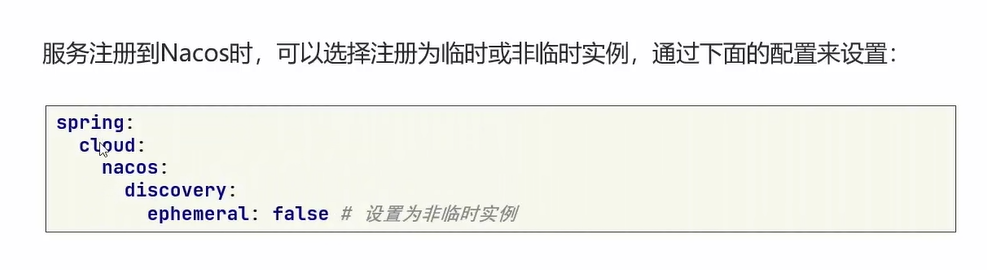 服务注册到Nacos时，可以选择注册为临时或非临时实例，通过下面的配置来设置：
spring:
  cloud:
    nacos:
      discovery:
        ephemeral: false # 设置为非临时实例